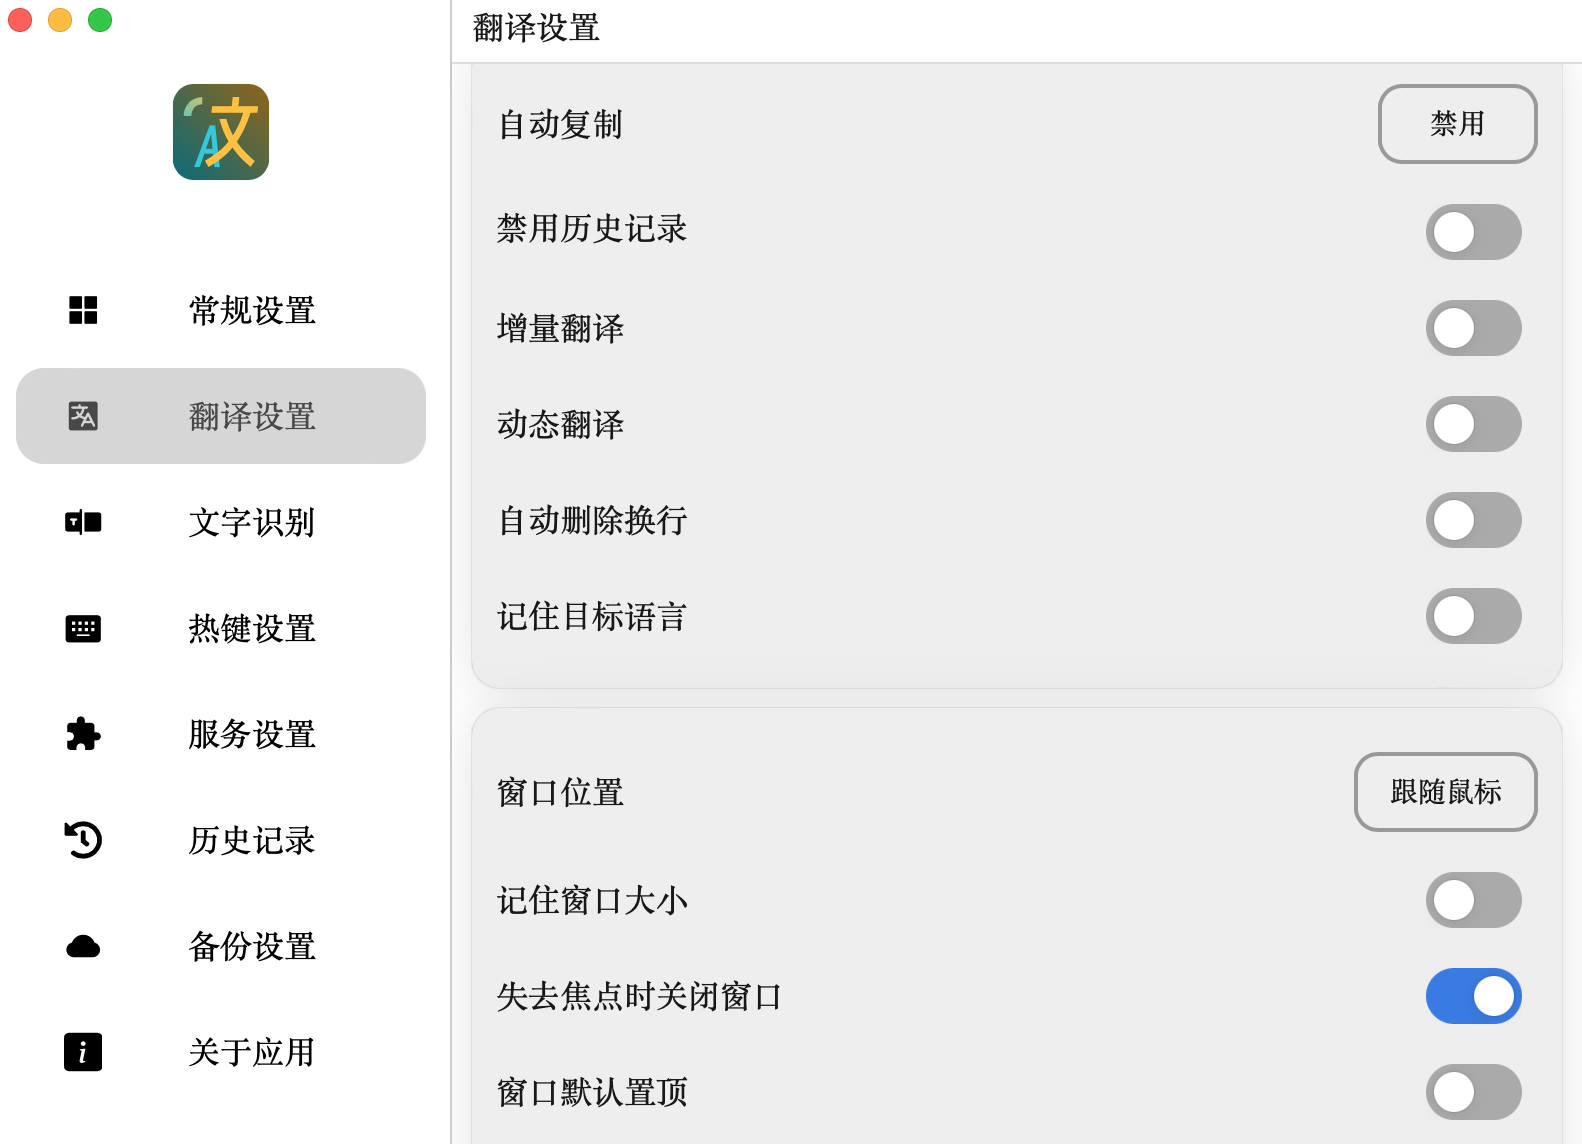 翻译设置
文
A
常规设置
翻译设置
文字识别
热键设置
服务设置
历史记录
备份设置
关于应用
自动复制
禁用
禁用历史记录
增量翻译
动态翻译
自动删除换行
记住目标语言
窗口位置
跟随鼠标
记住窗口大小
失去焦点时关闭窗口
窗口默认置顶